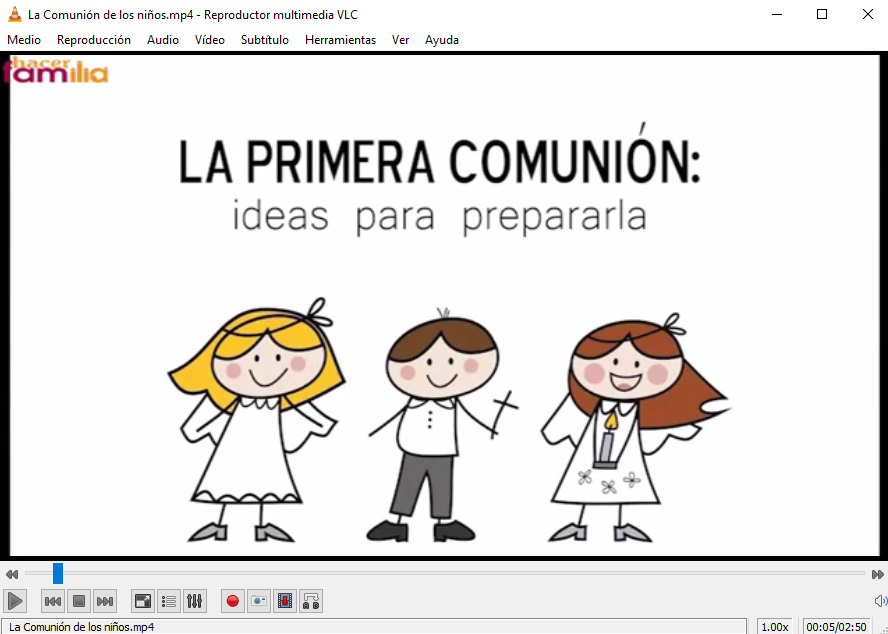 La Comunión de los niños.mp4 - Reproductor multimedia VLC
Medio Reproducción Audio Vídeo Subtítulo Herramientas Ver Ayuda
hacer
familia
LA PRIMERA COMUNIÓN:
ideas para prepararla
La Comunión de los niños.mp4 1.00x 00:05/02:50